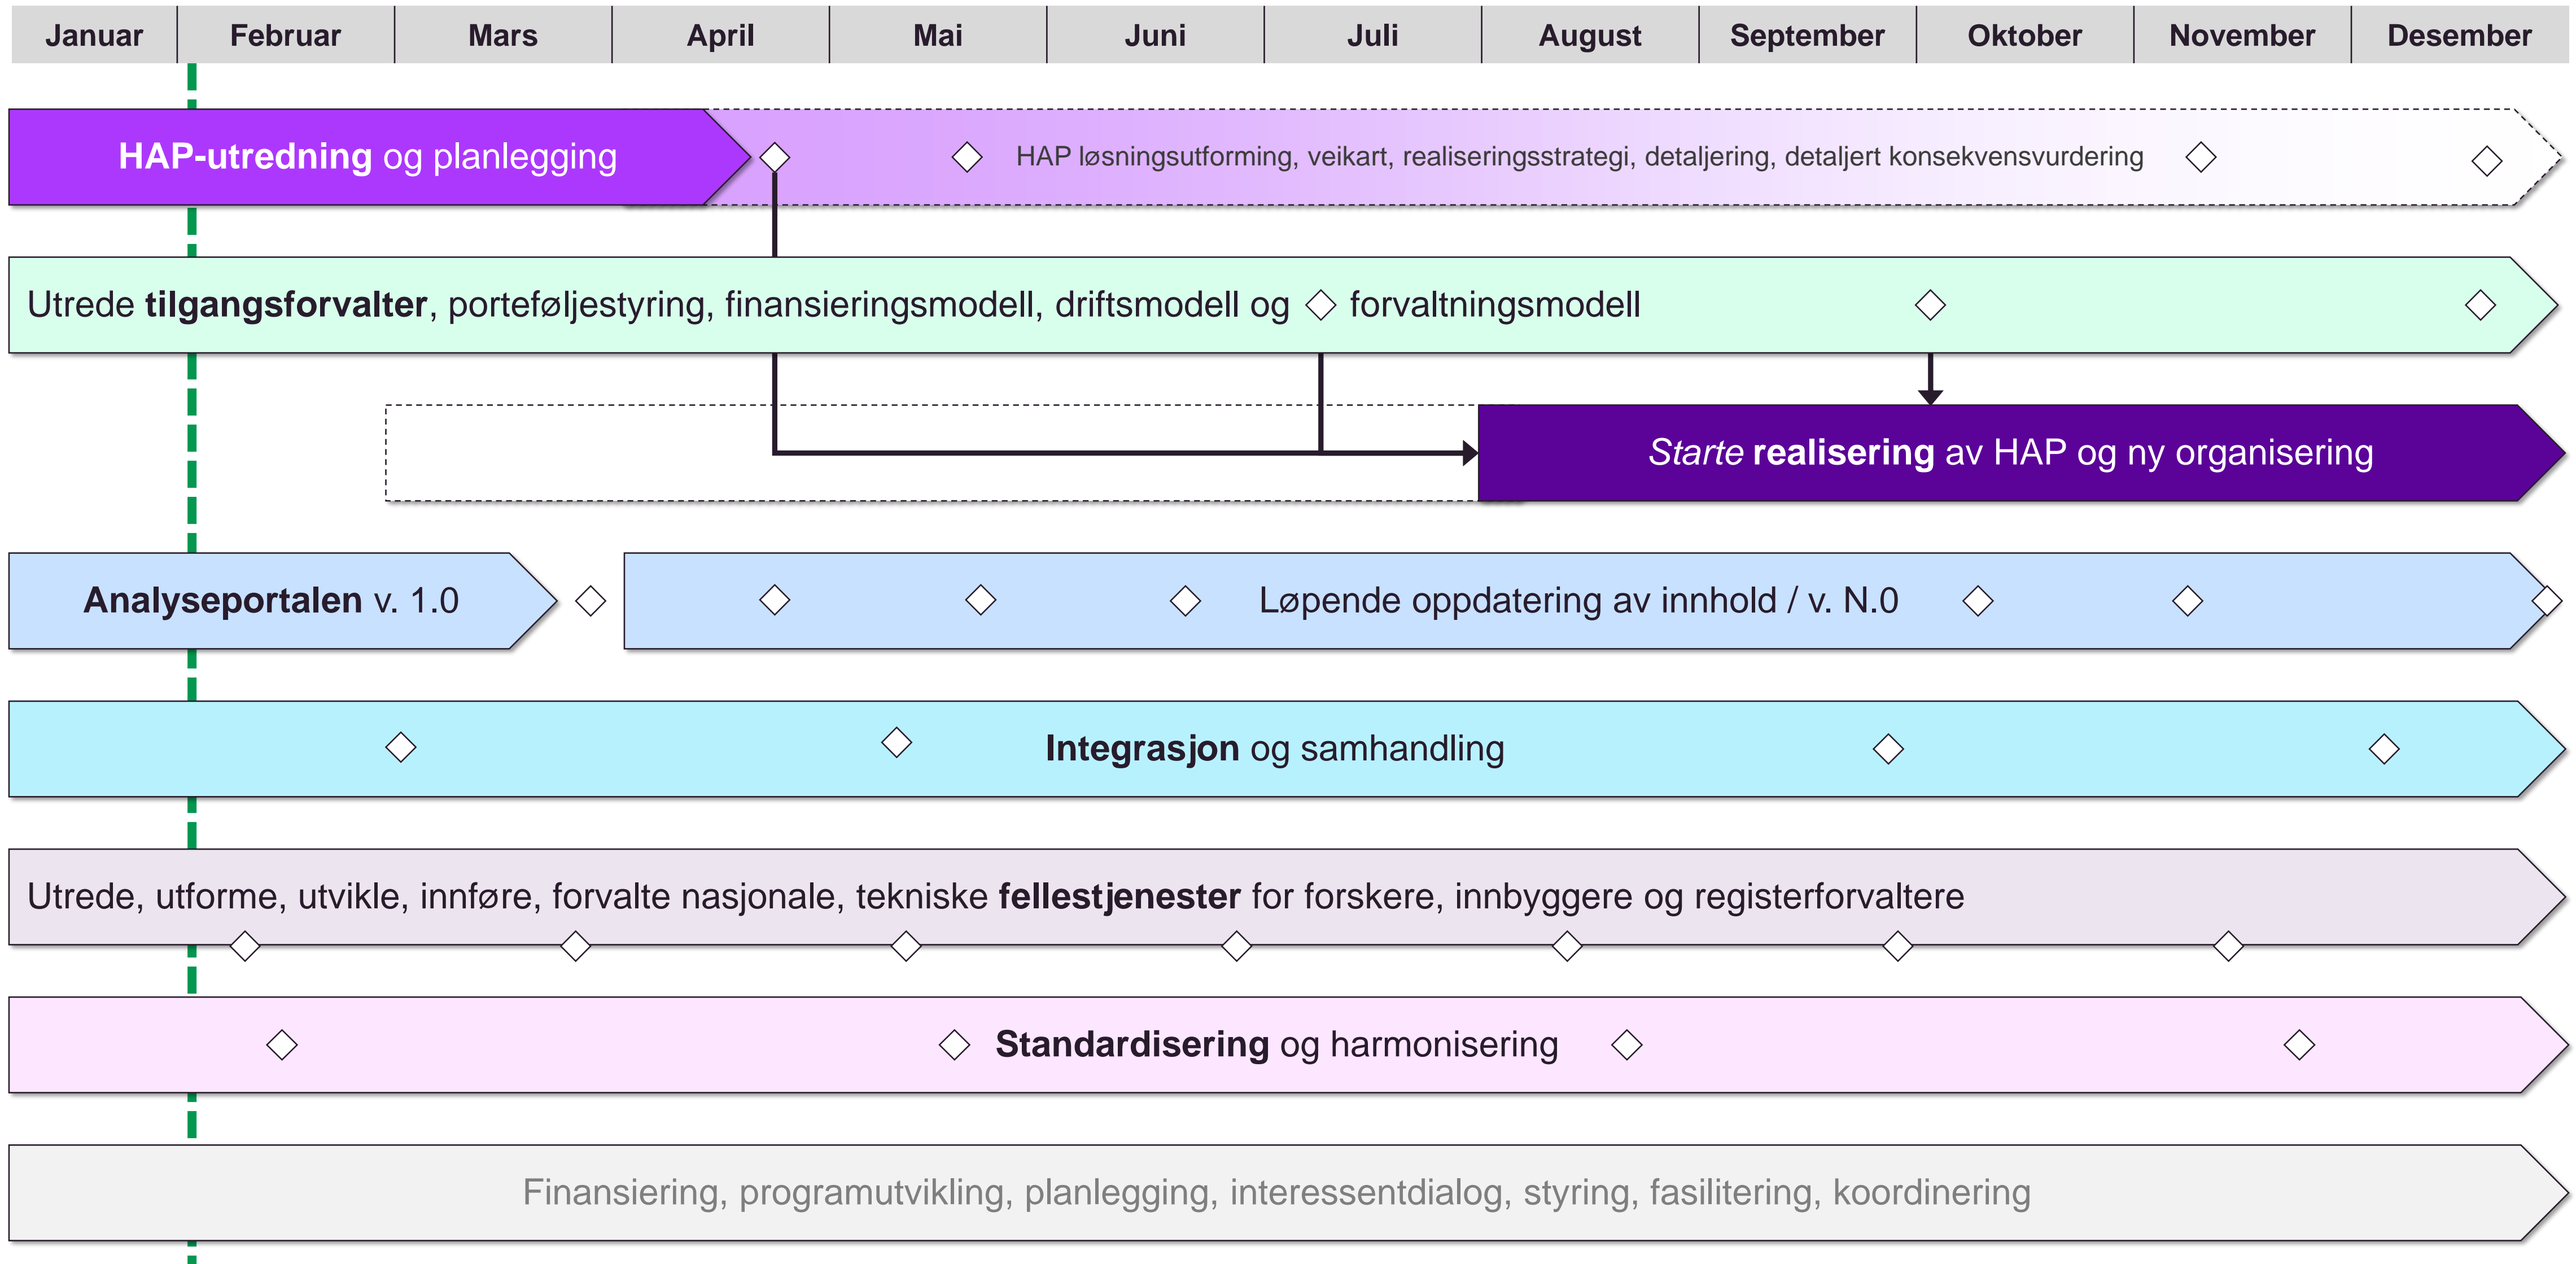 Januar Februar Mars April Mai Juni Juli August September Oktober November Desember
HAP-utredning og planlegging
HAP løsningsutforming, veikart, realiseringsstrategi, detaljering, detaljert konsekvensvurdering
Utrede tilgangsforvalter, porteføljestyring, finansieringsmodell, driftsmodell og forvaltningsmodell
Starte realisering av HAP og ny organisering
Analyseportalen v. 1.0
Løpende oppdatering av innhold / v. N.0
Integrasjon og samhandling
Utrede, utforme, utvikle, innføre, forvalte nasjonale, tekniske fellestjenester for forskere, innbyggere og registerforvaltere
Standardisering og harmonisering
Finansiering, programutvikling, planlegging, interessentdialog, styring, fasilitering, koordinering